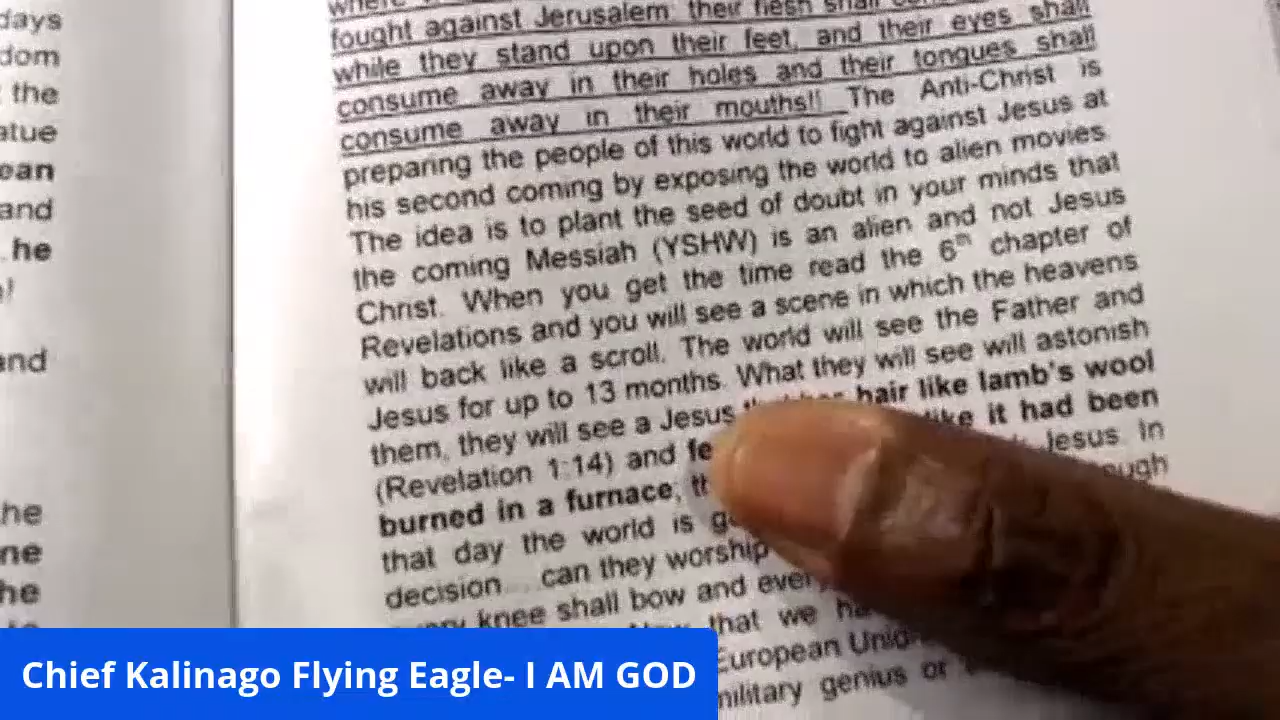 days
dom
the
atue
ean
and
he
and
he
ne
he
where
fought against Jerusalem their flesh shall
while they stand upon their feet, and their eyes shall
consume away in their holes and their tongues shall
consume away in their mouths!! The Anti-Christ is
preparing the people of this world to fight against Jesus at
his second coming by exposing the world to alien movies
The idea is to plant the seed of doubt in your minds that
the coming Messiah (YSHW) is an alien and not Jesus
Christ. When you get the time read the 6th chapter of
Revelations and you will see a scene in which the heavens
will back like a scroll. The world will see the Father and
Jesus for up to 13 months. What they will see will astonish
them, they will see a Jesus hair like lamb's wool
(Revelation 1:14) and like it had been
burned in a furnace, Jesus. In
that day the world is
decision... can they worship
knee shall bow and
that we
European
military genius or
Chief Kalinago Flying Eagle- I AM GOD